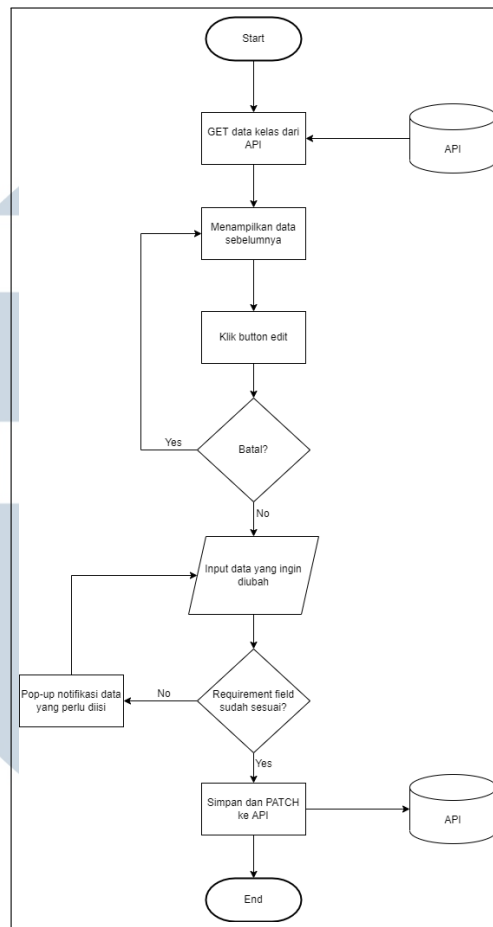 Start
GET data kelas dari
API
API
Menampilkan data
sebelumnya
Klik button edit
Batal?
Yes
No
Input data yang ingin
diubah
Requirement field
sudah sesuai?
No
Pop-up notifikasi data
yang perlu diisi
Yes
Simpan dan PATCH
ke API
API
End